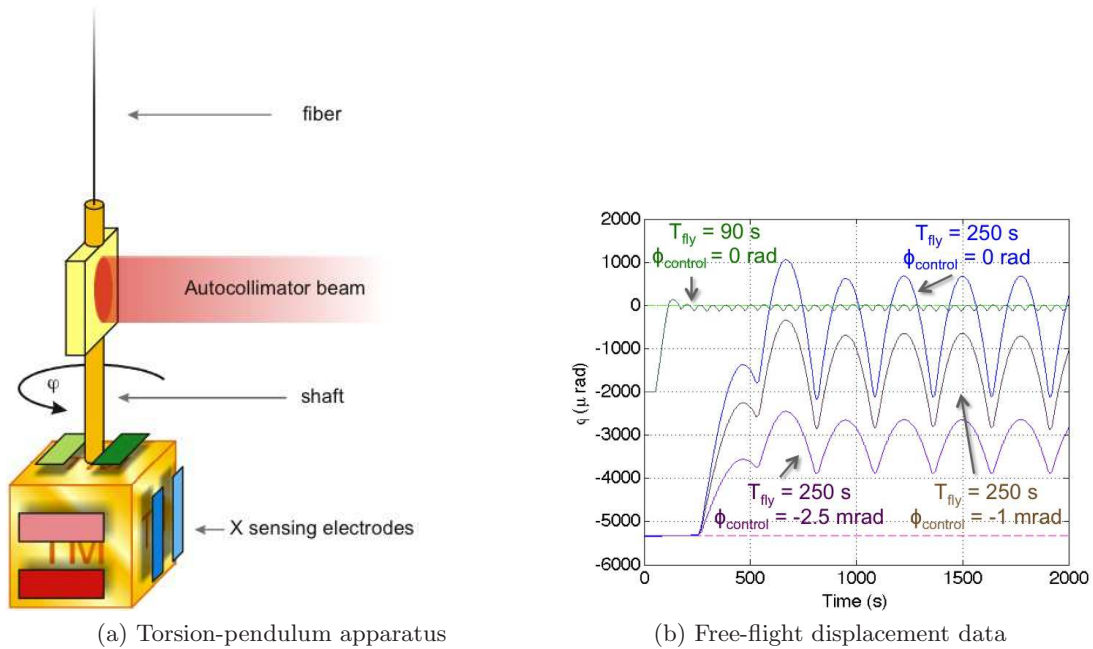 fiber
Autocollimator beam
φ
shaft
X sensing electrodes
TM
T
(a) Torsion-pendulum apparatus
2000
1000
0
-1000
-2000
-3000
-4000
-5000
-6000
φ (μ rad)
T_fly = 90 s
ϕ_control = 0 rad
T_fly = 250 s
ϕ_control = 0 rad
T_fly = 250 s
ϕ_control = -2.5 mrad
T_fly = 250 s
ϕ_control = -1 mrad
0 500 1000 1500 2000
Time (s)
(b) Free-flight displacement data